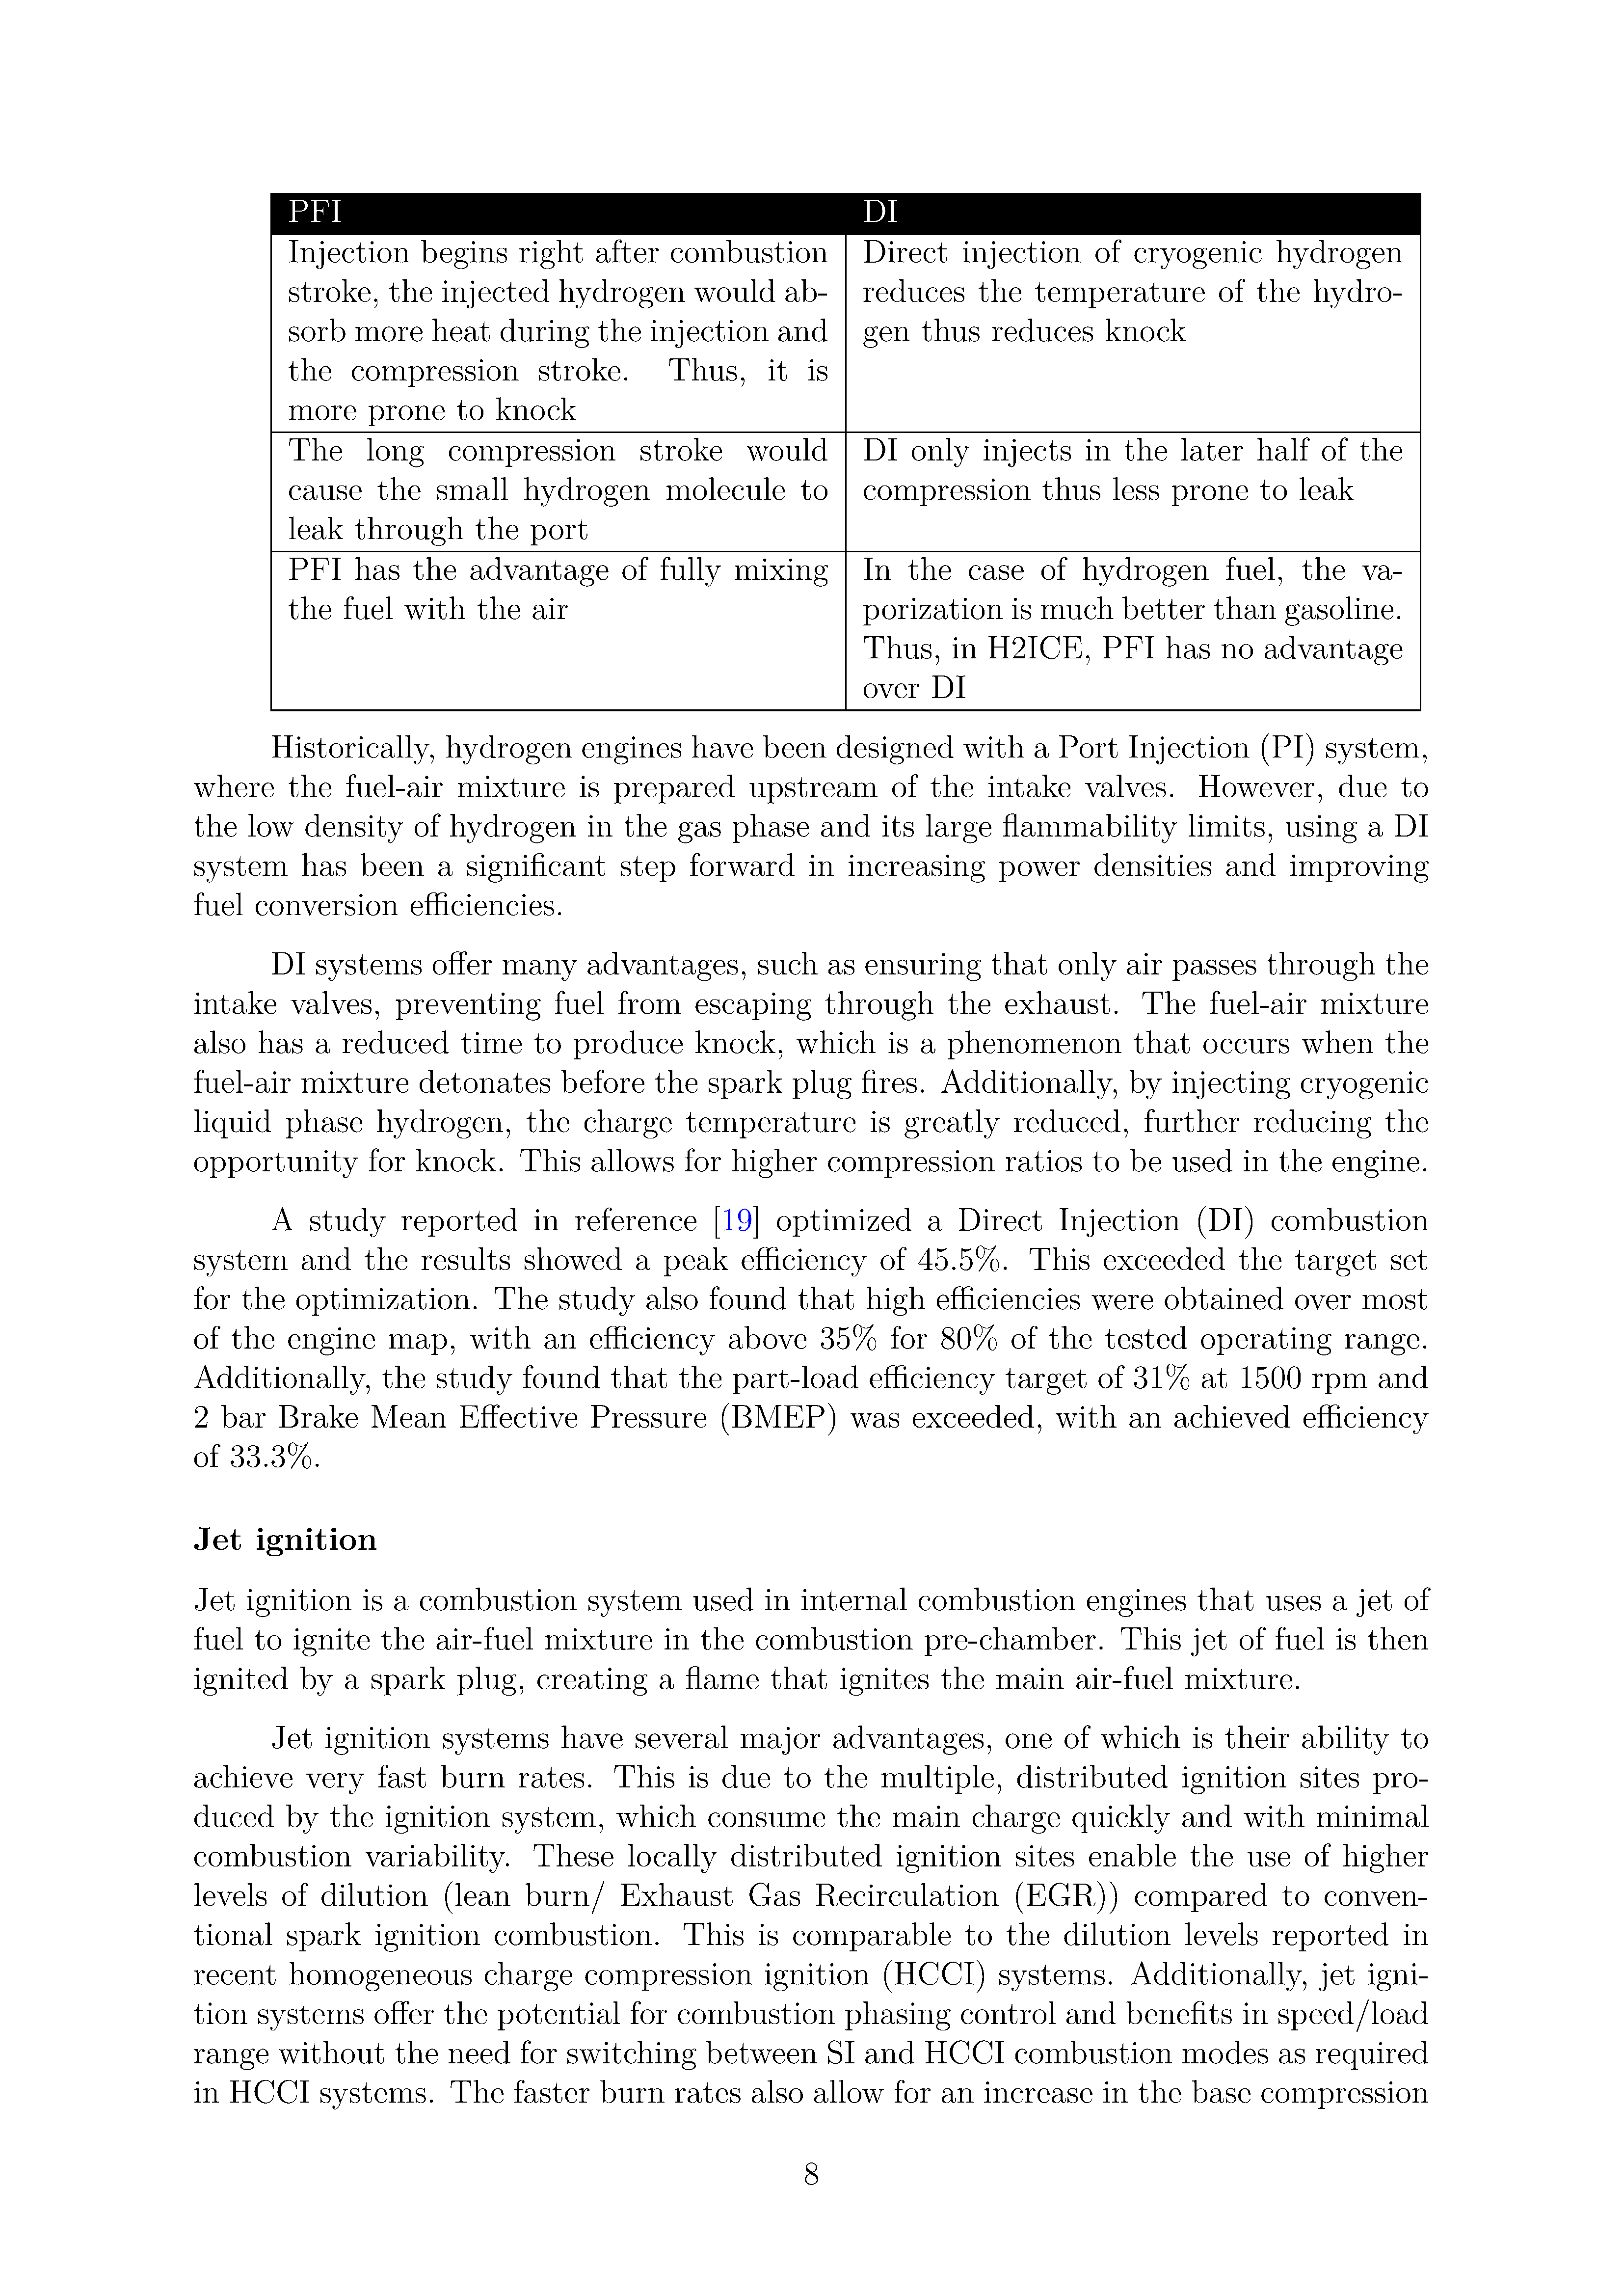 PFI
DI
Injection begins right after combustion
stroke, the injected hydrogen would ab-
sorb more heat during the injection and
the compression stroke. Thus, it is
more prone to knock
Direct injection of cryogenic hydrogen
reduces the temperature of the hydro-
gen thus reduces knock
The long compression stroke would
cause the small hydrogen molecule to
leak through the port
DI only injects in the later half of the
compression thus less prone to leak
PFI has the advantage of fully mixing
the fuel with the air
In the case of hydrogen fuel, the va-
porization is much better than gasoline.
Thus, in H2ICE, PFI has no advantage
over DI
Historically, hydrogen engines have been designed with a Port Injection (PI) system,
where the fuel-air mixture is prepared upstream of the intake valves. However, due to
the low density of hydrogen in the gas phase and its large flammability limits, using a DI
system has been a significant step forward in increasing power densities and improving
fuel conversion efficiencies.
DI systems offer many advantages, such as ensuring that only air passes through the
intake valves, preventing fuel from escaping through the exhaust. The fuel-air mixture
also has a reduced time to produce knock, which is a phenomenon that occurs when the
fuel-air mixture detonates before the spark plug fires. Additionally, by injecting cryogenic
liquid phase hydrogen, the charge temperature is greatly reduced, further reducing the
opportunity for knock. This allows for higher compression ratios to be used in the engine.
A study reported in reference [19] optimized a Direct Injection (DI) combustion
system and the results showed a peak efficiency of 45.5%. This exceeded the target set
for the optimization. The study also found that high efficiencies were obtained over most
of the engine map, with an efficiency above 35% for 80% of the tested operating range.
Additionally, the study found that the part-load efficiency target of 31% at 1500 rpm and
2 bar Brake Mean Effective Pressure (BMEP) was exceeded, with an achieved efficiency
of 33.3%.
Jet ignition
Jet ignition is a combustion system used in internal combustion engines that uses a jet of
fuel to ignite the air-fuel mixture in the combustion pre-chamber. This jet of fuel is then
ignited by a spark plug, creating a flame that ignites the main air-fuel mixture.
Jet ignition systems have several major advantages, one of which is their ability to
achieve very fast burn rates. This is due to the multiple, distributed ignition sites pro-
duced by the ignition system, which consume the main charge quickly and with minimal
combustion variability. These locally distributed ignition sites enable the use of higher
levels of dilution (lean burn/ Exhaust Gas Recirculation (EGR)) compared to conven-
tional spark ignition combustion. This is comparable to the dilution levels reported in
recent homogeneous charge compression ignition (HCCI) systems. Additionally, jet igni-
tion systems offer the potential for combustion phasing control and benefits in speed/load
range without the need for switching between SI and HCCI combustion modes as required
in HCCI systems. The faster burn rates also allow for an increase in the base compression
8